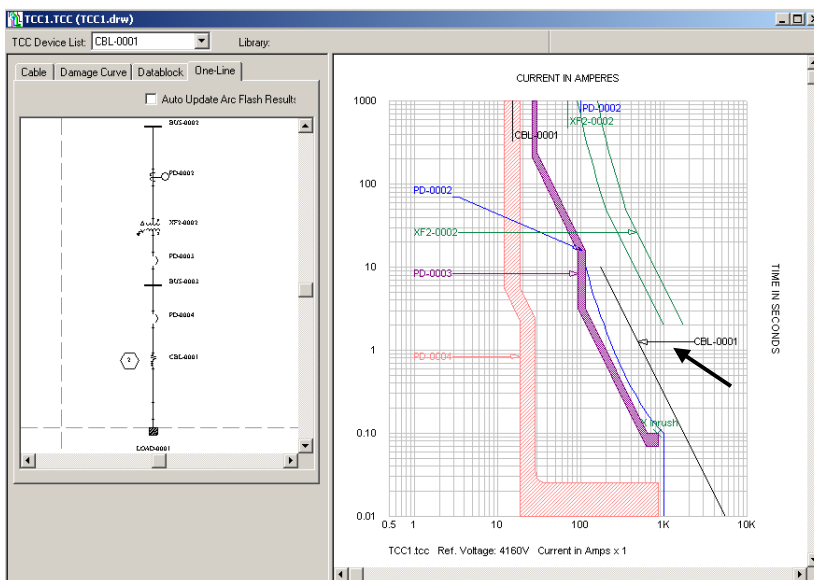 TCC1.TCC (TCC1.drw)
TCC Device List: CBL-0001 Library:
Cable Damage Curve Datablock One-Line
Auto Update Arc Flash Results
BUS-0002
PD-0002
XF2-0002
PD-0003
BUS-0003
PD-0004
2
CBL-0001
LOAD-0001
CURRENT IN AMPERES
1000
100
10
1
0.10
0.01
0.5 1 10 100 1K 10K
PD-0002
XF2-0002
CBL-0001
PD-0002
XF2-0002
PD-0003
PD-0004
CBL-0001
X Inrush
TIME IN SECONDS
TCC1.tcc Ref. Voltage: 4160V Current in Amps x 1